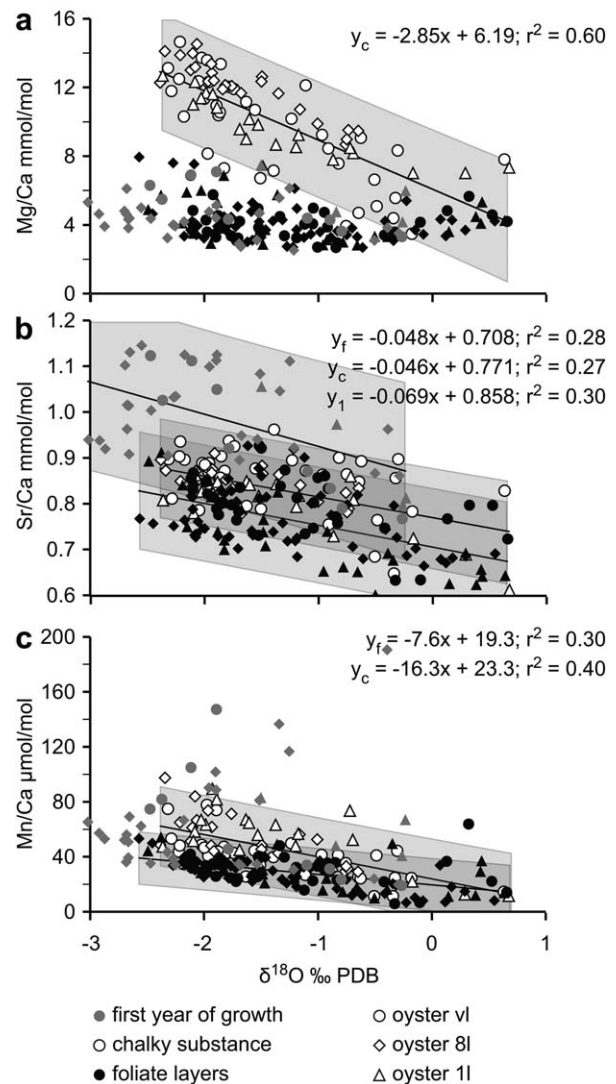 a
y_c = -2.85x + 6.19; r² = 0.60
Mg/Ca mmol/mol
16
12
8
4
0
b
y_f = -0.048x + 0.708; r² = 0.28
y_c = -0.046x + 0.771; r² = 0.27
y_1 = -0.069x + 0.858; r² = 0.30
Sr/Ca mmol/mol
1.2
1.1
1.0
0.9
0.8
0.7
0.6
c
y_f = -7.6x + 19.3; r² = 0.30
y_c = -16.3x + 23.3; r² = 0.40
Mn/Ca µmol/mol
200
160
120
80
40
0
-3 -2 -1 0 1
δ¹⁸O ‰ PDB
first year of growth
chalky substance
foliate layers
oyster vl
oyster 8l
oyster 1l